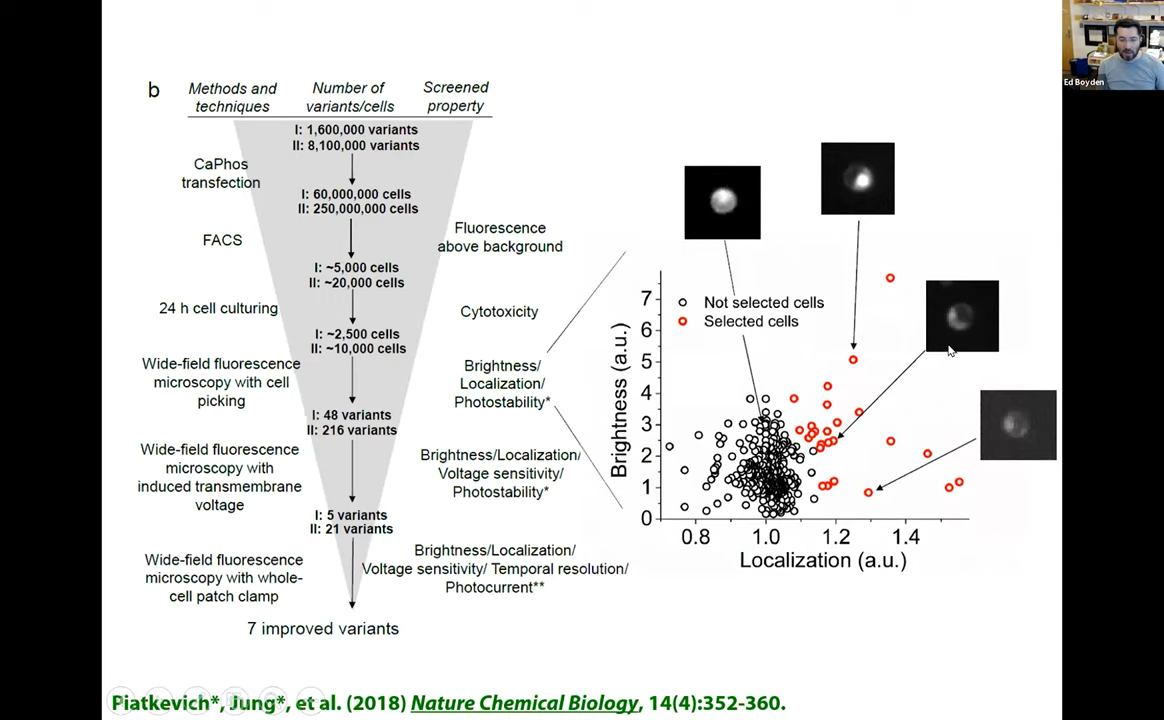 Ed Boyden
b
Methods and
techniques
Number of
variants/cells
Screened
property
I: 1,600,000 variants
II: 8,100,000 variants
CaPhos
transfection
I: 60,000,000 cells
II: 250,000,000 cells
FACS
Fluorescence
above background
I: ~5,000 cells
II: ~20,000 cells
24 h cell culturing
Cytotoxicity
I: ~2,500 cells
II: ~10,000 cells
Wide-field fluorescence
microscopy with cell
picking
Brightness/
Localization/
Photostability*
I: 48 variants
II: 216 variants
Wide-field fluorescence
microscopy with
induced transmembrane
voltage
Brightness/Localization/
Voltage sensitivity/
Photostability*
I: 5 variants
II: 21 variants
Wide-field fluorescence
microscopy with whole-
cell patch clamp
Brightness/Localization/
Voltage sensitivity/ Temporal resolution/
Photocurrent**
7 improved variants
Not selected cells
Selected cells
Brightness (a.u.)
7
6
5
4
3
2
1
0
0.8 1.0 1.2 1.4
Localization (a.u.)
Piatkevich*, Jung*, et al. (2018) Nature Chemical Biology, 14(4):352-360.